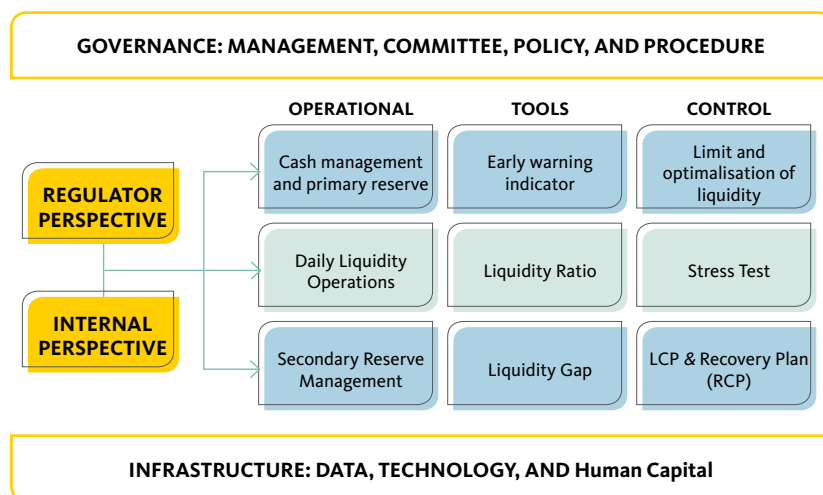 GOVERNANCE: MANAGEMENT, COMMITTEE, POLICY, AND PROCEDURE
OPERATIONAL
TOOLS
CONTROL
REGULATOR
PERSPECTIVE
INTERNAL
PERSPECTIVE
Cash management
and primary reserve
Early warning
indicator
Limit and
optimalisation of
liquidity
Daily Liquidity
Operations
Liquidity Ratio
Stress Test
Secondary Reserve
Management
Liquidity Gap
LCP & Recovery Plan
(RCP)
INFRASTRUCTURE: DATA, TECHNOLOGY, AND Human Capital